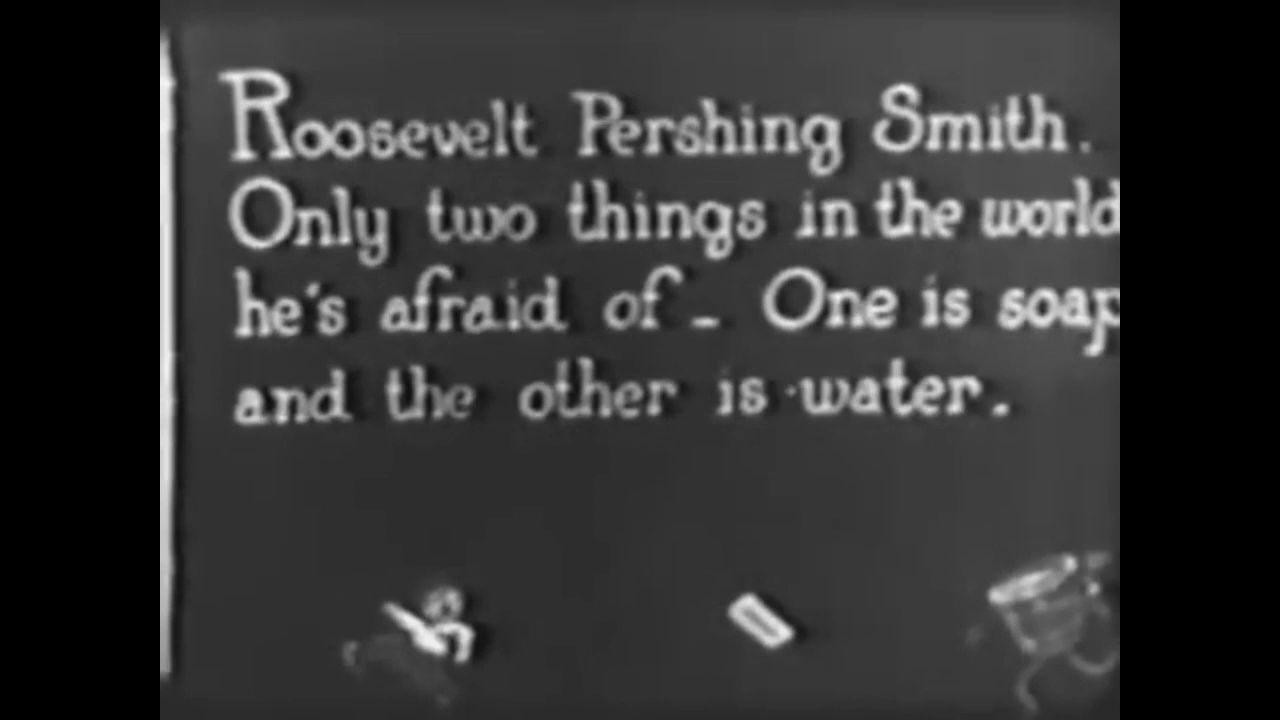 Roosevelt Pershing Smith.
Only two things in the world
he's afraid of - One is soap
and the other is water.